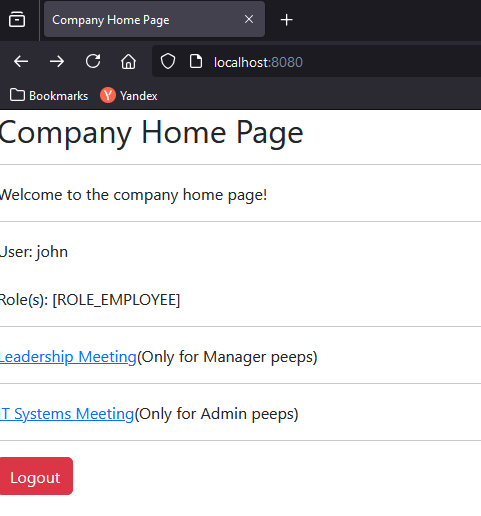 Company Home Page
localhost:8080
Bookmarks Yandex
Company Home Page
Welcome to the company home page!
User: john
Role(s): [ROLE_EMPLOYEE]
Leadership Meeting(Only for Manager peeps)
IT Systems Meeting(Only for Admin peeps)
Logout